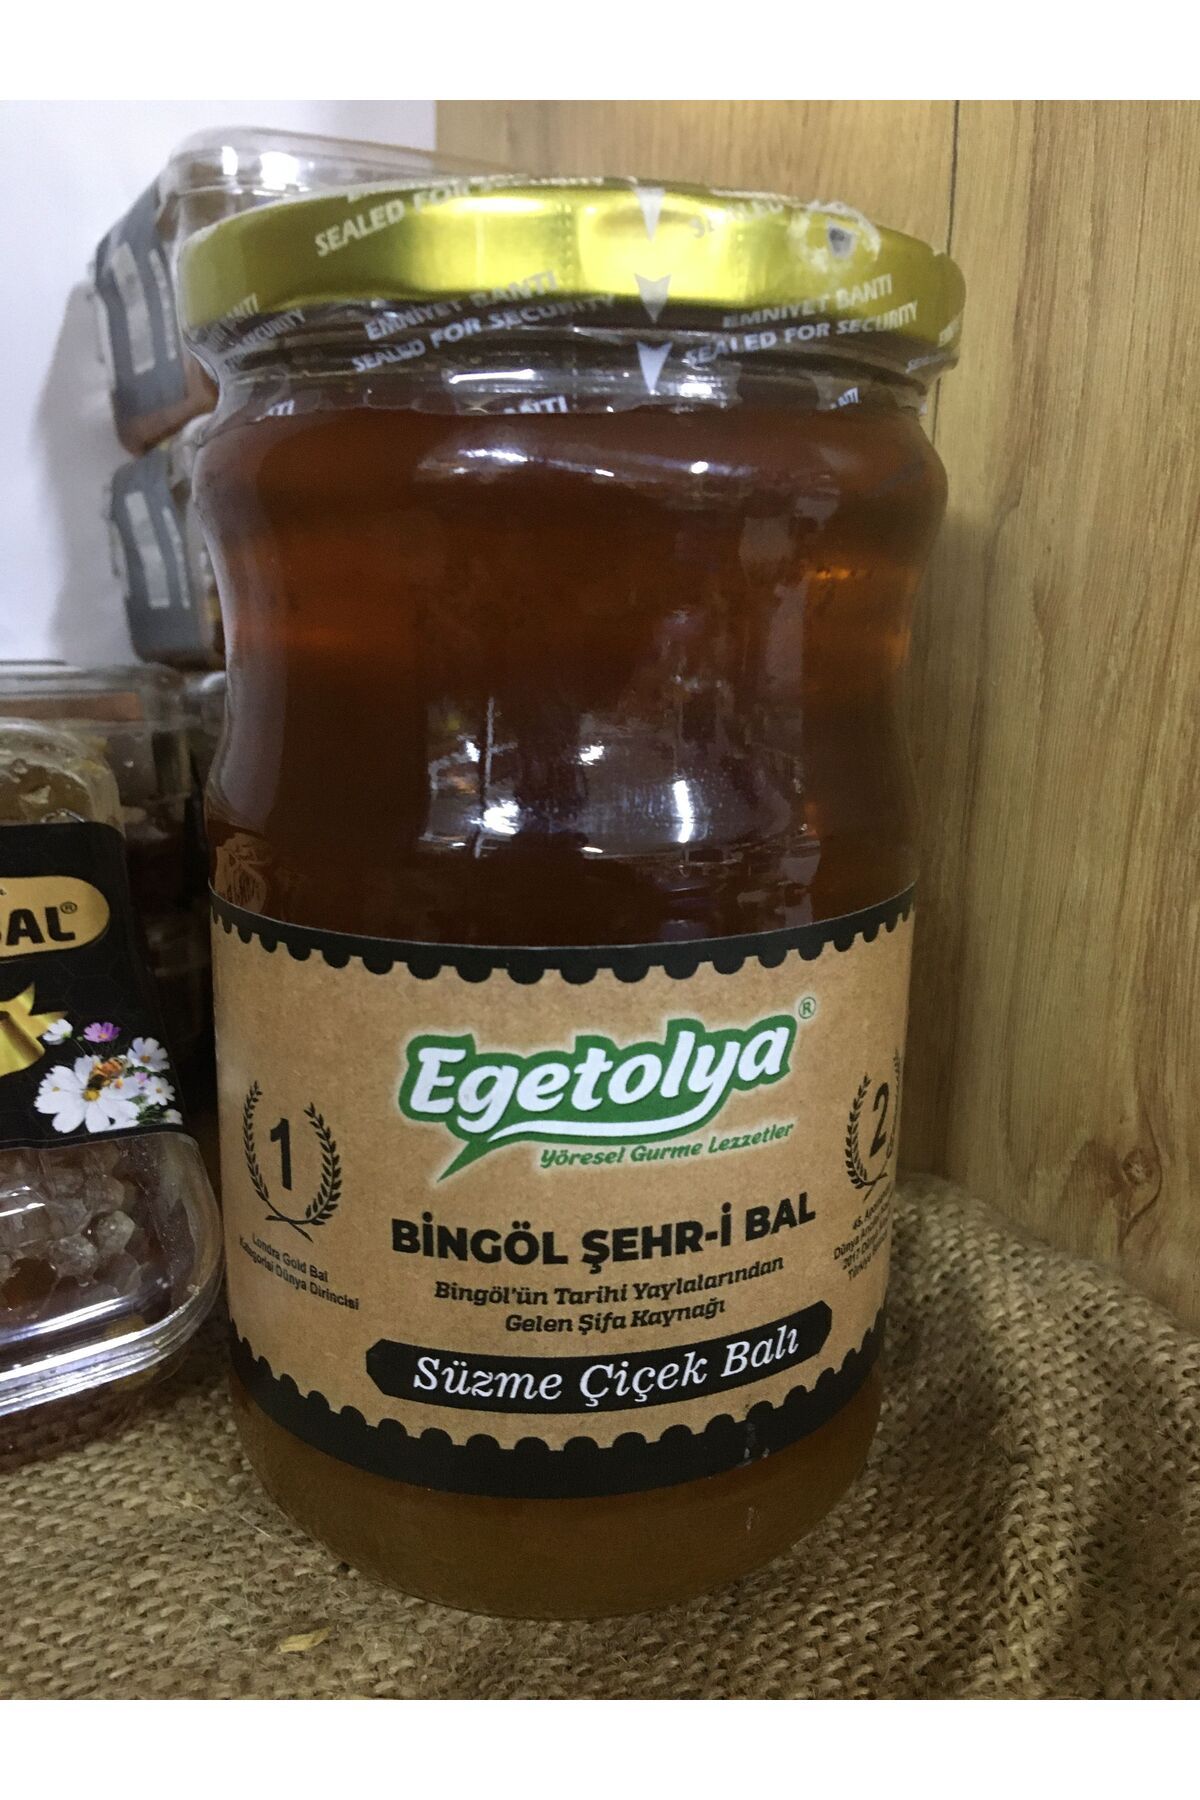 SEALED FOR
EMNİYET BANTI
SEALED FOR SECURITY
EMNİYET BANTI
SEALED FOR SECURITY
BANTI
BAL®
Egetolya®
Yöresel Gurme Lezzetler
1
Londra Gold Bal
Kategorisi Dünya Birincisi
2
BİNGÖL ŞEHR-İ BAL
Bingöl'ün Tarihi Yaylalarından
Gelen Şifa Kaynağı
Süzme Çiçek Balı